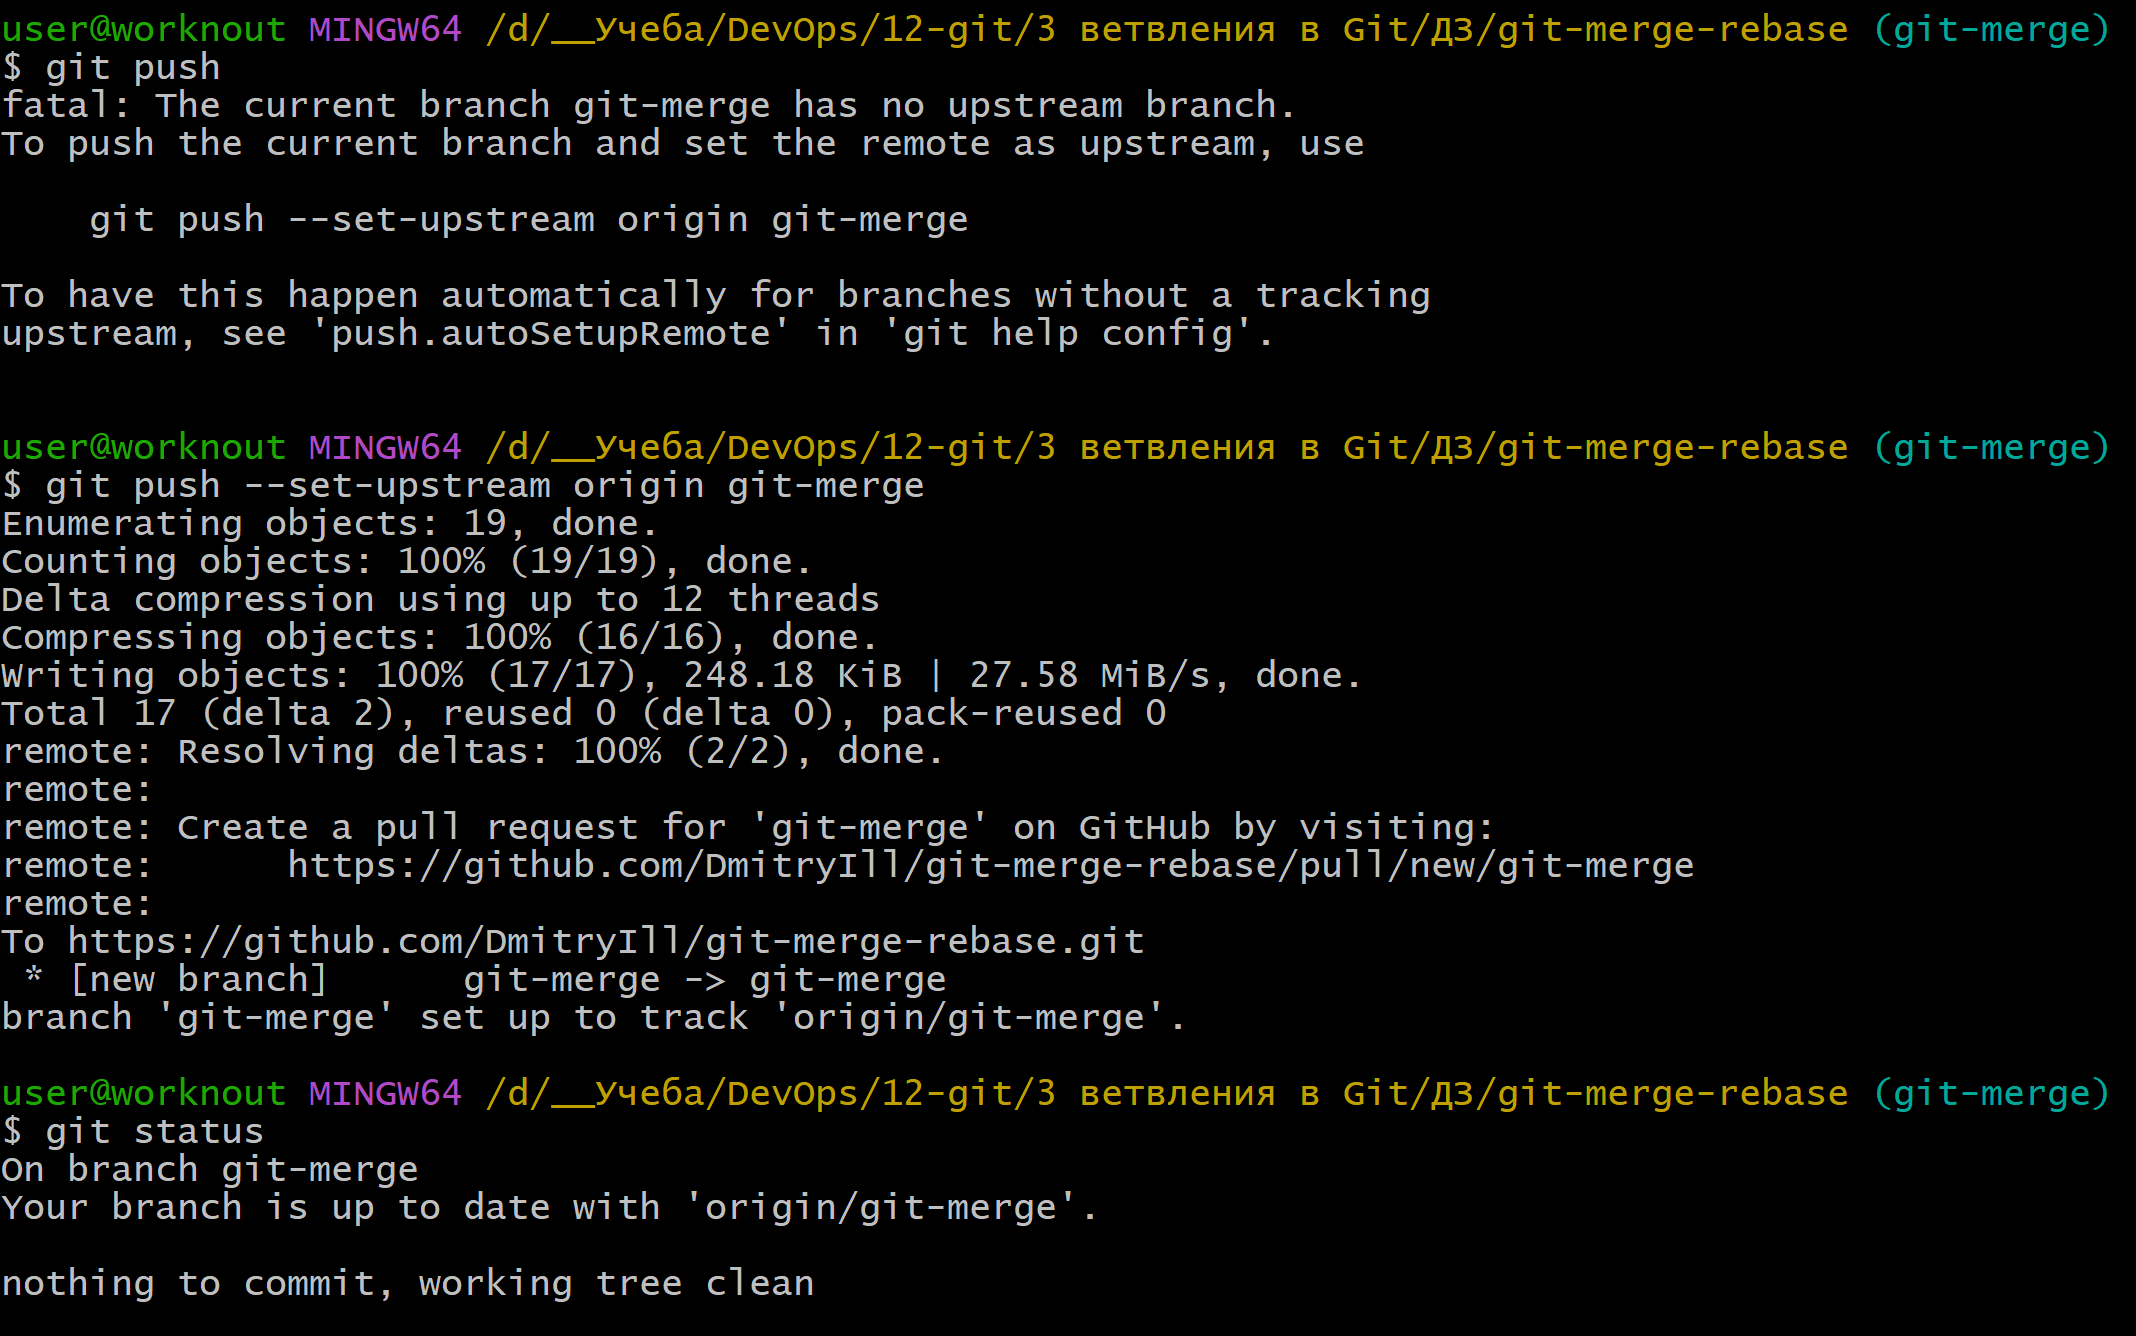 user@worknout MINGW64 /d/__Учеба/DevOps/12-git/3 ветвления в Git/ДЗ/git-merge-rebase (git-merge)
$ git push
fatal: The current branch git-merge has no upstream branch.
To push the current branch and set the remote as upstream, use
    git push --set-upstream origin git-merge
To have this happen automatically for branches without a tracking
upstream, see 'push.autoSetupRemote' in 'git help config'.
user@worknout MINGW64 /d/__Учеба/DevOps/12-git/3 ветвления в Git/ДЗ/git-merge-rebase (git-merge)
$ git push --set-upstream origin git-merge
Enumerating objects: 19, done.
Counting objects: 100% (19/19), done.
Delta compression using up to 12 threads
Compressing objects: 100% (16/16), done.
Writing objects: 100% (17/17), 248.18 KiB | 27.58 MiB/s, done.
Total 17 (delta 2), reused 0 (delta 0), pack-reused 0
remote: Resolving deltas: 100% (2/2), done.
remote:
remote: Create a pull request for 'git-merge' on GitHub by visiting:
remote:      https://github.com/DmitryIll/git-merge-rebase/pull/new/git-merge
remote:
To https://github.com/DmitryIll/git-merge-rebase.git
 * [new branch]      git-merge -> git-merge
branch 'git-merge' set up to track 'origin/git-merge'.
user@worknout MINGW64 /d/__Учеба/DevOps/12-git/3 ветвления в Git/ДЗ/git-merge-rebase (git-merge)
$ git status
On branch git-merge
Your branch is up to date with 'origin/git-merge'.
nothing to commit, working tree clean